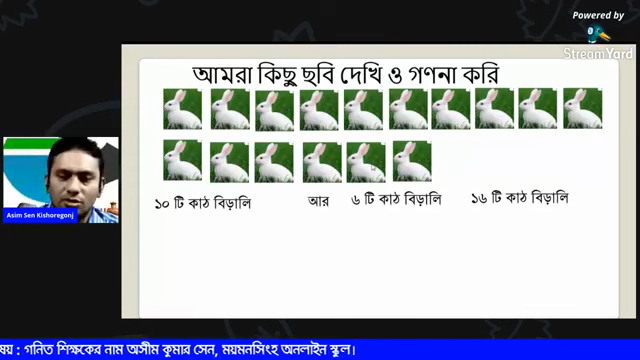 Powered by
StreamYard
আমরা কিছু ছবি দেখি ও গণনা করি
১০ টি কাঠ বিড়ালি আর ৬ টি কাঠ বিড়ালি ১৬ টি কাঠ বিড়ালি
Asim Sen Kishoregonj
ষয় : গনিত শিক্ষকের নাম অসীম কুমার সেন, ময়মনসিংহ অনলাইন স্কুল।